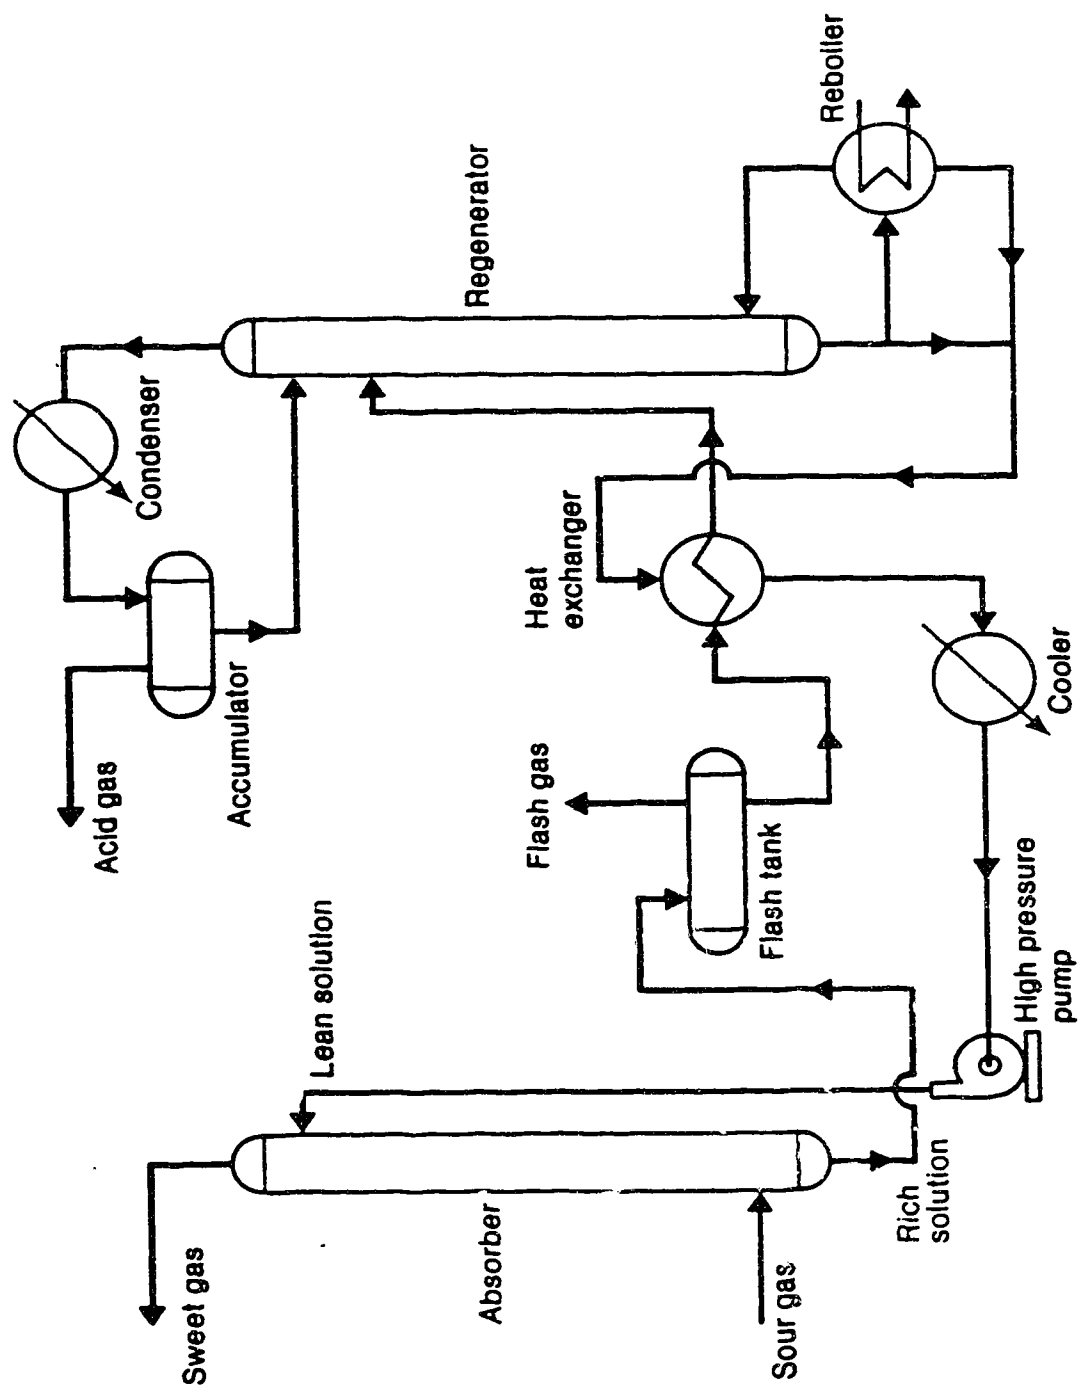 Sweet gas
Absorber
Sour gas
Rich
solution
Lean solution
High pressure
pump
Flash gas
Flash tank
Cooler
Heat
exchanger
Acid gas
Accumulator
Condenser
Regenerator
Reboiler